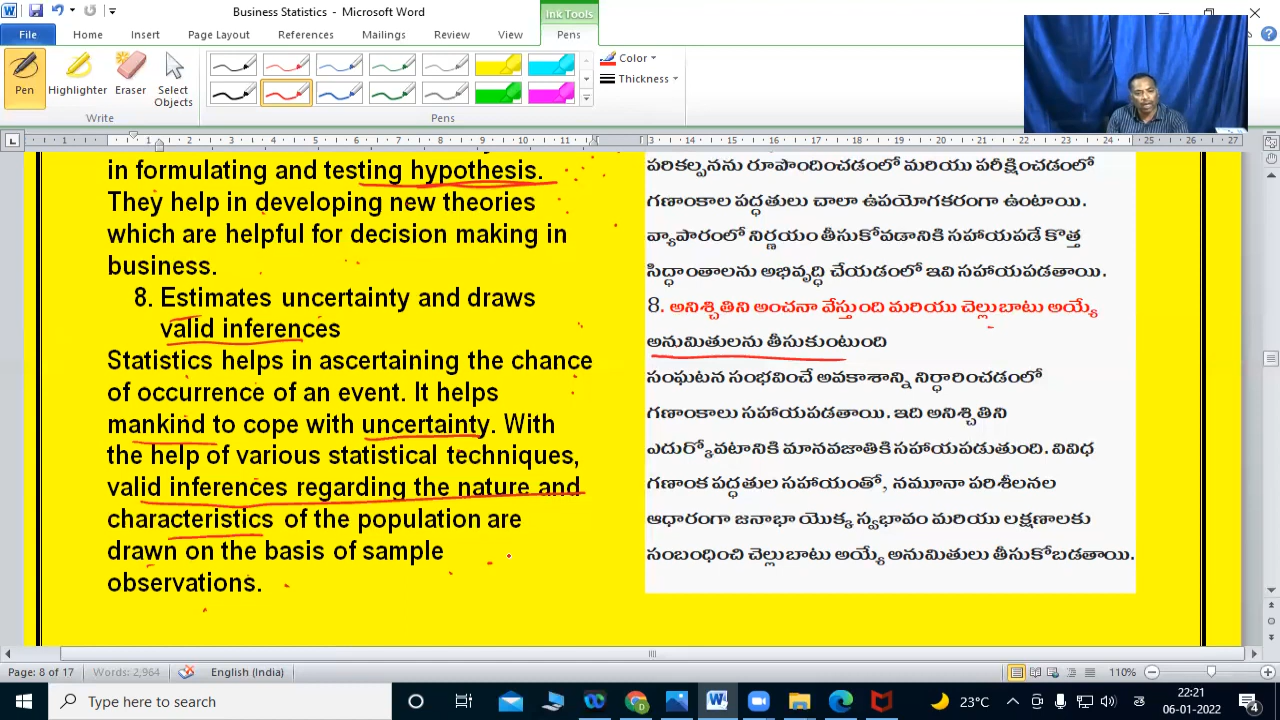 Business Statistics - Microsoft Word
Ink Tools
File Home Insert Page Layout References Mailings Review View Pens
Color
Thickness
Pen Highlighter Eraser Select Objects
Write
Pens
in formulating and testing hypothesis.
They help in developing new theories
which are helpful for decision making in
business.
8. Estimates uncertainty and draws
valid inferences
Statistics helps in ascertaining the chance
of occurrence of an event. It helps
mankind to cope with uncertainty. With
the help of various statistical techniques,
valid inferences regarding the nature and
characteristics of the population are
drawn on the basis of sample
observations.
పరికల్పనను రూపొందించడంలో మరియు పరీక్షించడంలో
గణాంకాల పద్ధతులు చాలా ఉపయోగకరంగా ఉంటాయి.
వ్యాపారంలో నిర్ణయం తీసుకోవడానికి సహాయపడే కొత్త
సిద్ధాంతాలను అభివృద్ధి చేయడంలో ఇవి సహాయపడతాయి.
8. అనిశ్చితిని అంచనా వేస్తుంది మరియు చెల్లుబాటు అయ్యే
అనుమితులను తీసుకుంటుంది
సంఘటన సంభవించే అవకాశాన్ని నిర్ధారించడంలో
గణాంకాలు సహాయపడతాయి. ఇది అనిశ్చితిని
ఎదుర్కోవటానికి మానవజాతికి సహాయపడుతుంది. వివిధ
గణాంక పద్ధతుల సహాయంతో, నమూనా పరిశీలనల
ఆధారంగా జనాభా యొక్క స్వభావం మరియు లక్షణాలకు
సంబంధించి చెల్లుబాటు అయ్యే అనుమితులు తీసుకోబడతాయి.
Page: 8 of 17 Words: 2,964 English (India) 110%
Type here to search
23°C
22:21
06-01-2022
4